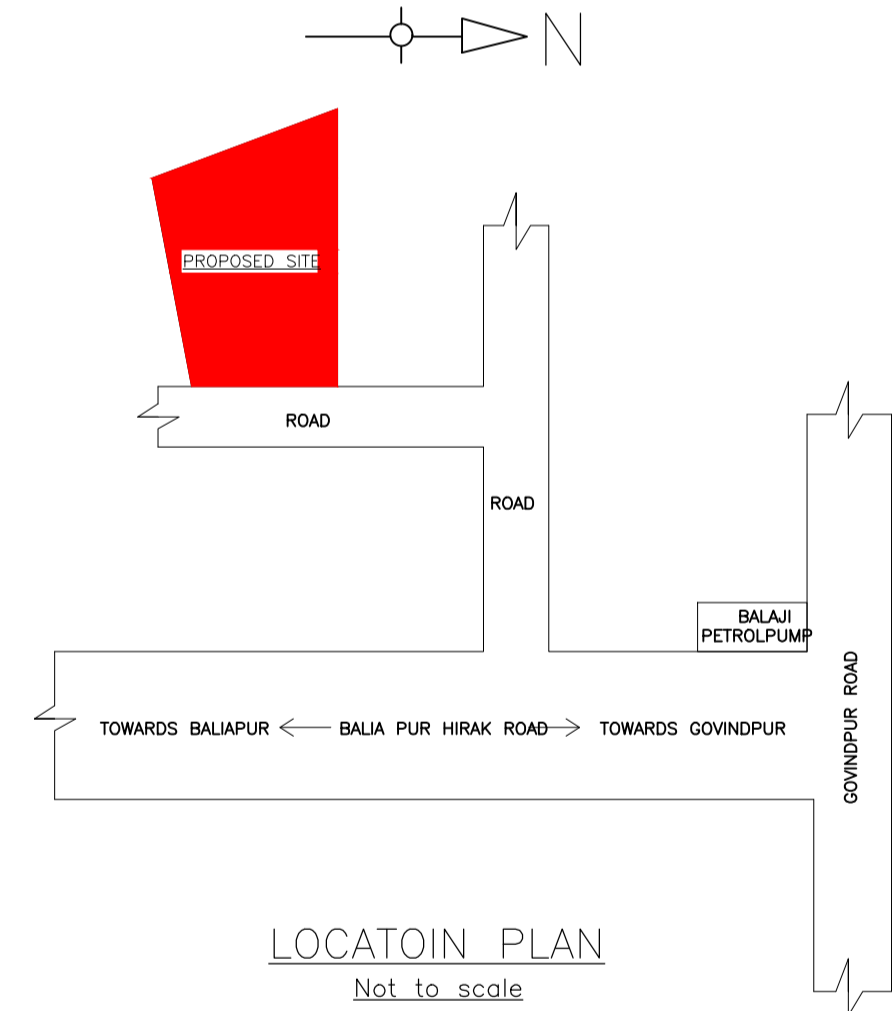 N
PROPOSED SITE
ROAD
ROAD
BALAJI
PETROLPUMP
TOWARDS BALIAPUR
BALIA PUR HIRAK ROAD
TOWARDS GOVINDPUR
GOVINDPUR ROAD
LOCATOIN PLAN
Not to scale